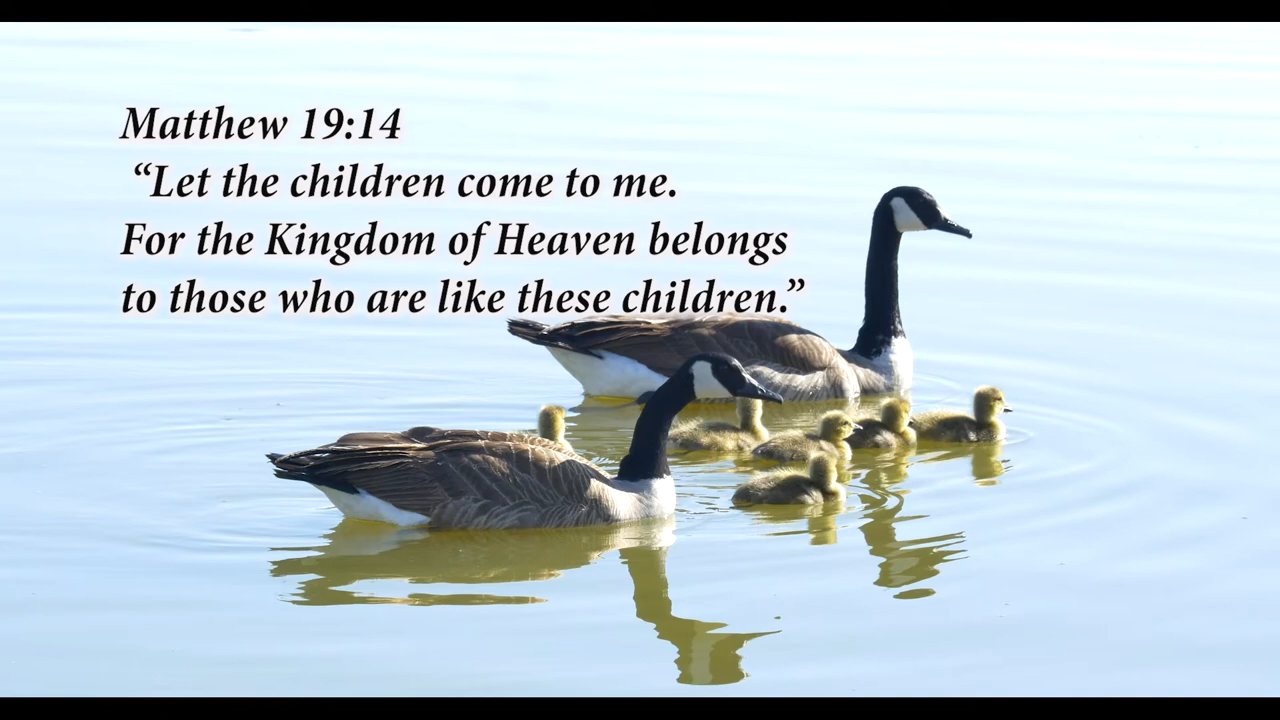 Matthew 19:14
“Let the children come to me.
For the Kingdom of Heaven belongs
to those who are like these children.”